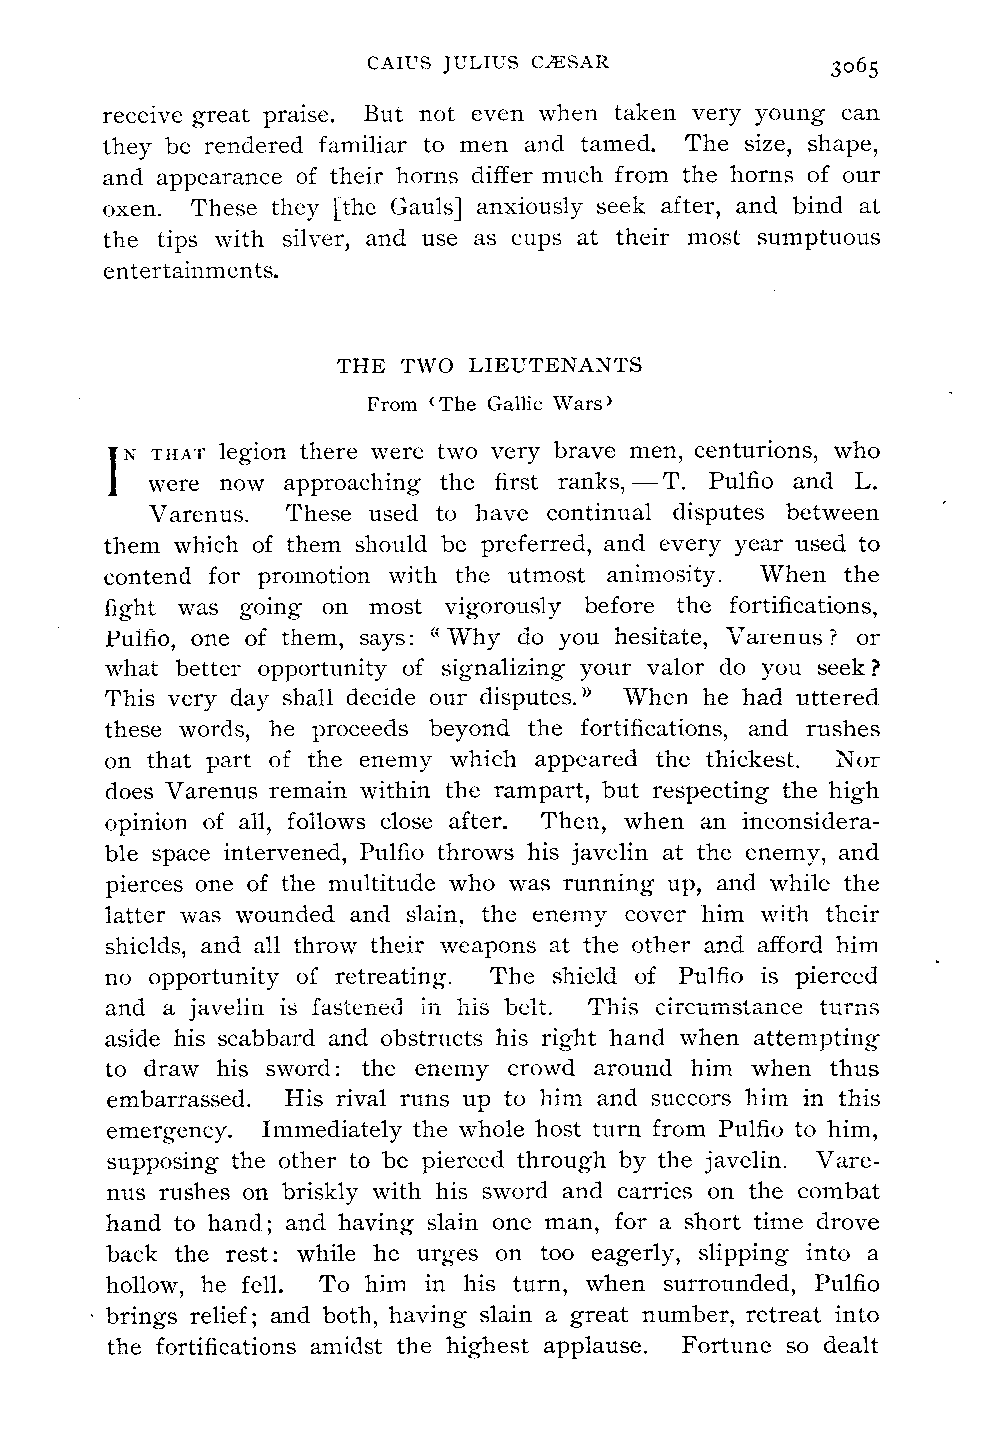 CAIUS JULIUS CÆSAR 3065
receive great praise. But not even when taken very young can
they be rendered familiar to men and tamed. The size, shape,
and appearance of their horns differ much from the horns of our
oxen. These they [the Gauls] anxiously seek after, and bind at
the tips with silver, and use as cups at their most sumptuous
entertainments.
THE TWO LIEUTENANTS
From ‹The Gallic Wars›
IN THAT legion there were two very brave men, centurions, who
were now approaching the first ranks,—T. Pulfio and L.
Varenus. These used to have continual disputes between
them which of them should be preferred, and every year used to
contend for promotion with the utmost animosity. When the
fight was going on most vigorously before the fortifications,
Pulfio, one of them, says: «Why do you hesitate, Varenus? or
what better opportunity of signalizing your valor do you seek?
This very day shall decide our disputes.» When he had uttered
these words, he proceeds beyond the fortifications, and rushes
on that part of the enemy which appeared the thickest. Nor
does Varenus remain within the rampart, but respecting the high
opinion of all, follows close after. Then, when an inconsidera-
ble space intervened, Pulfio throws his javelin at the enemy, and
pierces one of the multitude who was running up, and while the
latter was wounded and slain, the enemy cover him with their
shields, and all throw their weapons at the other and afford him
no opportunity of retreating. The shield of Pulfio is pierced
and a javelin is fastened in his belt. This circumstance turns
aside his scabbard and obstructs his right hand when attempting
to draw his sword: the enemy crowd around him when thus
embarrassed. His rival runs up to him and succors him in this
emergency. Immediately the whole host turn from Pulfio to him,
supposing the other to be pierced through by the javelin. Vare-
nus rushes on briskly with his sword and carries on the combat
hand to hand; and having slain one man, for a short time drove
back the rest: while he urges on too eagerly, slipping into a
hollow, he fell. To him in his turn, when surrounded, Pulfio
brings relief; and both, having slain a great number, retreat into
the fortifications amidst the highest applause. Fortune so dealt